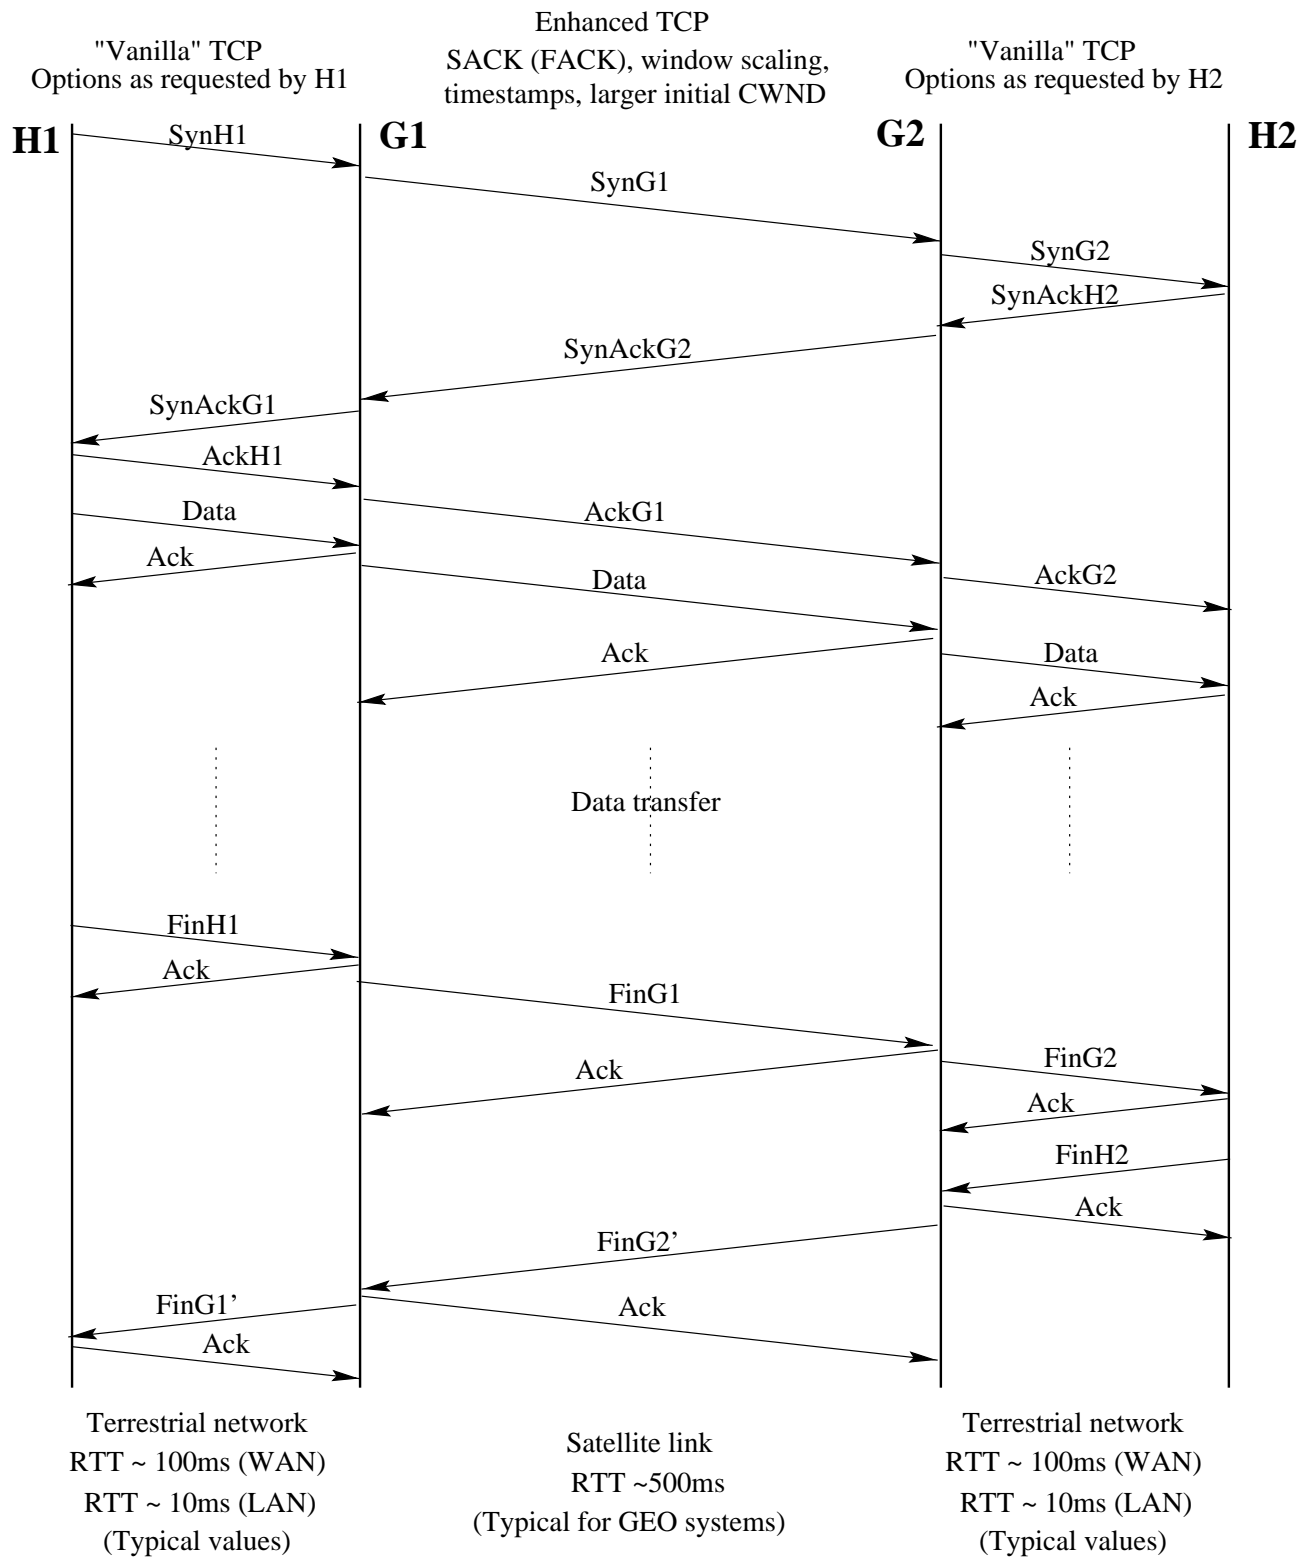 Enhanced TCP
"Vanilla" TCP
Options as requested by H1
SACK (FACK), window scaling,
timestamps, larger initial CWND
"Vanilla" TCP
Options as requested by H2
H1
G1
G2
H2
SynH1
SynG1
SynG2
SynAckH2
SynAckG2
SynAckG1
AckH1
Data
AckG1
Ack
Data
AckG2
Ack
Data
Ack
Data transfer
FinH1
Ack
FinG1
FinG2
Ack
Ack
FinH2
Ack
FinG2’
FinG1’
Ack
Ack
Terrestrial network
RTT ~ 100ms (WAN)
RTT ~ 10ms (LAN)
(Typical values)
Satellite link
RTT ~500ms
(Typical for GEO systems)
Terrestrial network
RTT ~ 100ms (WAN)
RTT ~ 10ms (LAN)
(Typical values)